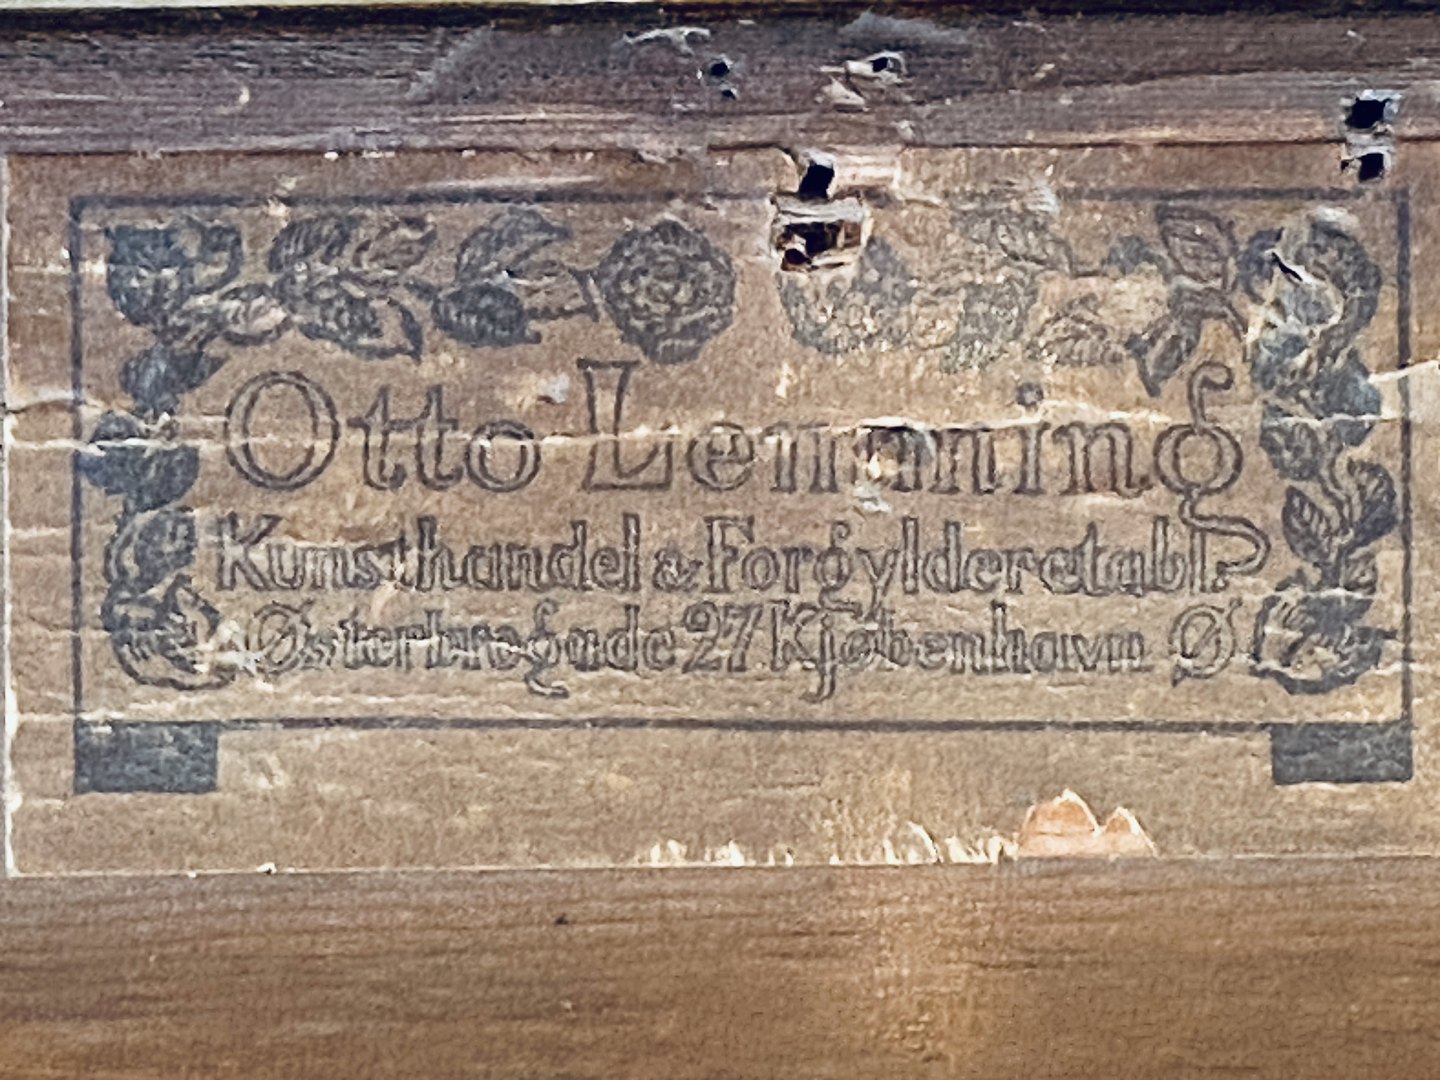 Otto Lemming
Kunsthandel & Forgylderetabl.
Østerbrogade 27 Kjøbenhavn Ø